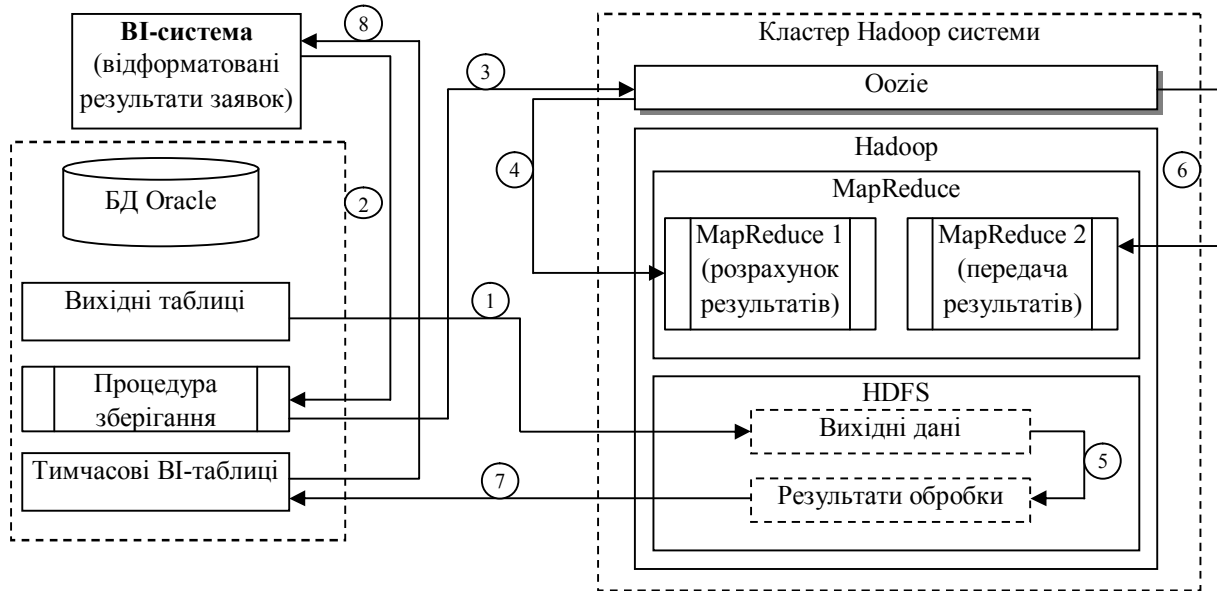 BI-система
(відформатовані
результати заявок)
8
БД Oracle
2
Вихідні таблиці
1
Процедура
зберігання
Тимчасові BI-таблиці
7
3
4
Кластер Hadoop системи
Oozie
Hadoop
6
MapReduce
MapReduce 1
(розрахунок
результатів)
MapReduce 2
(передача
результатів)
HDFS
Вихідні дані
5
Результати обробки